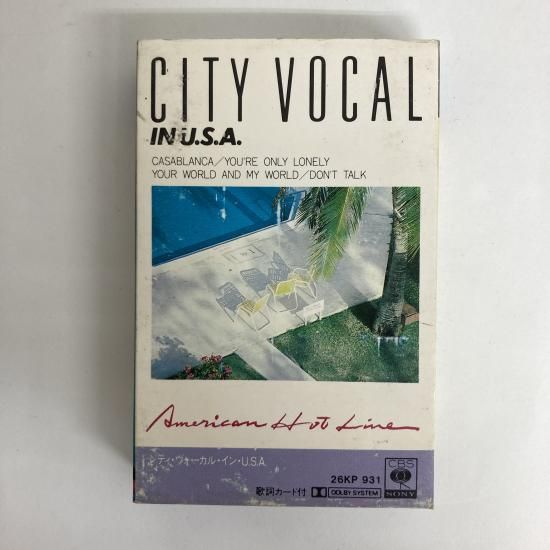 CITY VOCAL
IN U.S.A.
CASABLANCA/YOU'RE ONLY LONELY
YOUR WORLD AND MY WORLD/DON'T TALK
American Hot Line
シティ・ヴォーカル・イン・U.S.A.
26KP 931
歌詞カード付 DOLBY SYSTEM
CBS
SONY